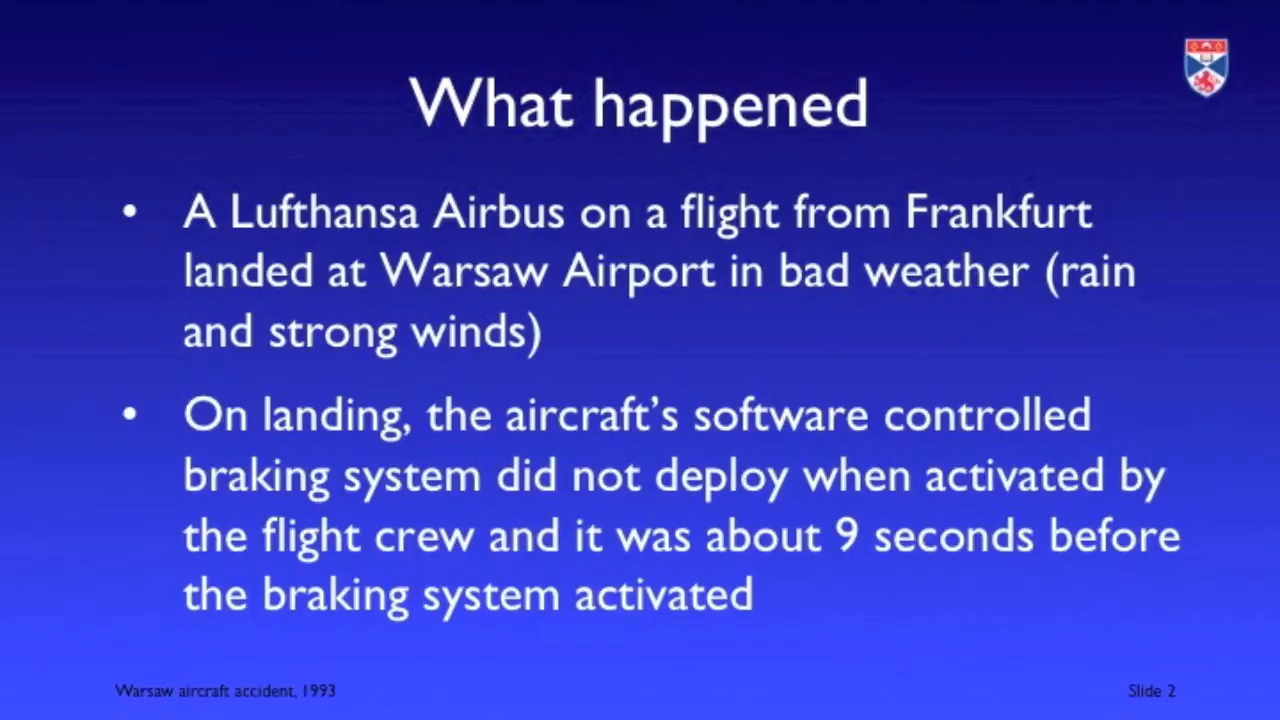 What happened
• A Lufthansa Airbus on a flight from Frankfurt
landed at Warsaw Airport in bad weather (rain
and strong winds)
• On landing, the aircraft’s software controlled
braking system did not deploy when activated by
the flight crew and it was about 9 seconds before
the braking system activated
Warsaw aircraft accident, 1993
Slide 2